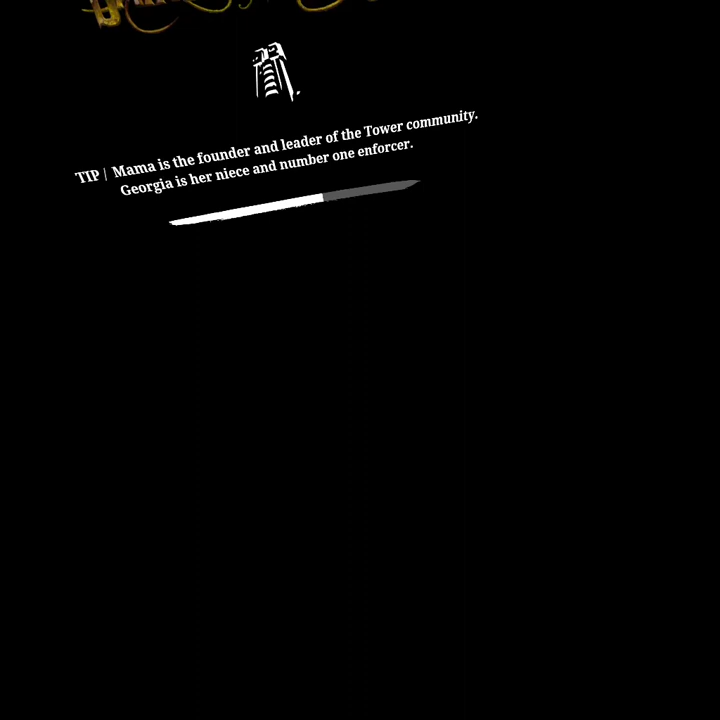 TIP | Mama is the founder and leader of the Tower community.
Georgia is her niece and number one enforcer.